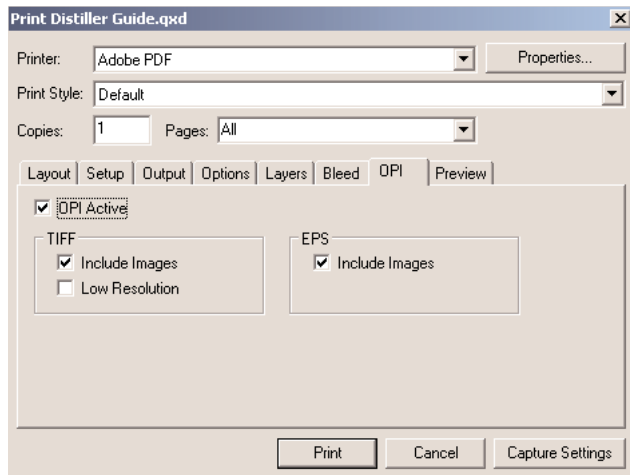 Print Distiller Guide.qxd
Printer: Adobe PDF Properties...
Print Style: Default
Copies: 1 Pages: All
Layout Setup Output Options Layers Bleed OPI Preview
OPI Active
TIFF EPS
Include Images Include Images
Low Resolution
Print Cancel Capture Settings